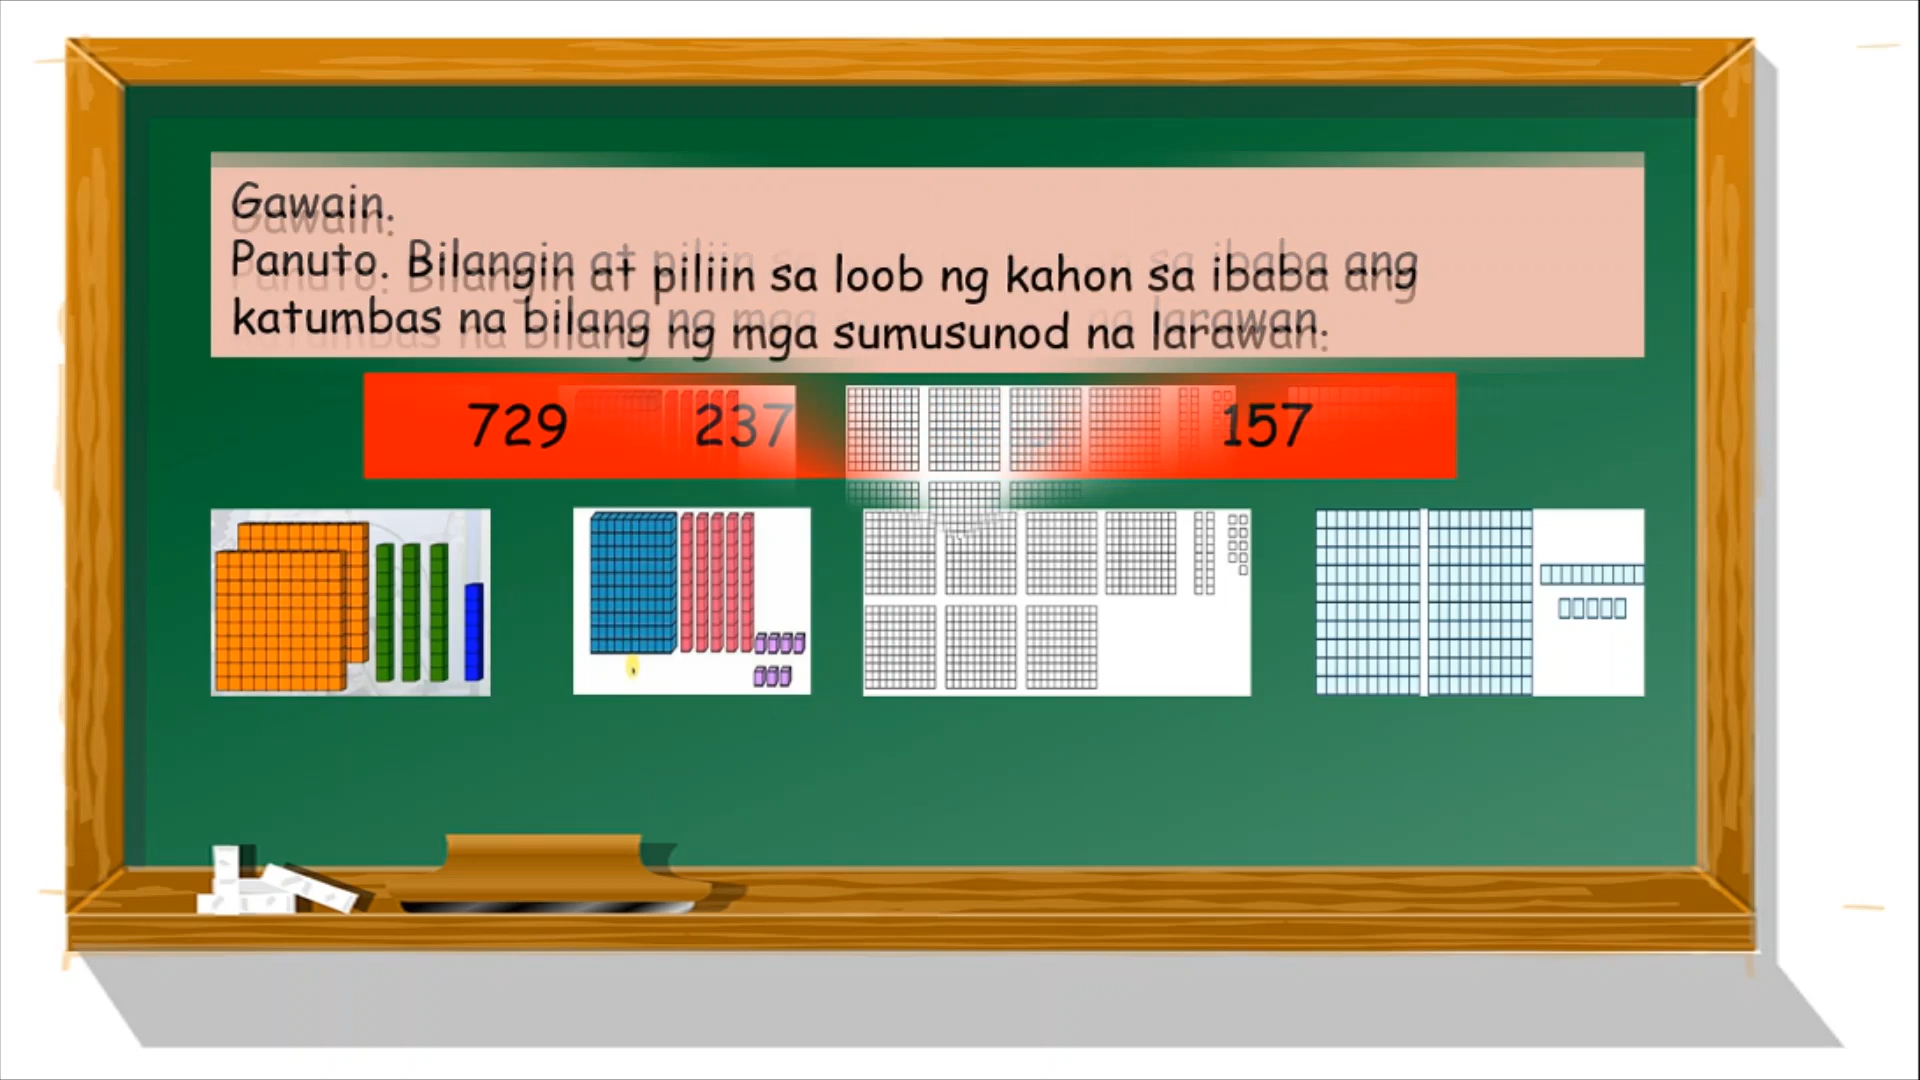 Gawain.
Panuto. Bilangin at piliin sa loob ng kahon sa ibaba ang
katumbas na bilang ng mga sumusunod na larawan:
729 237 157